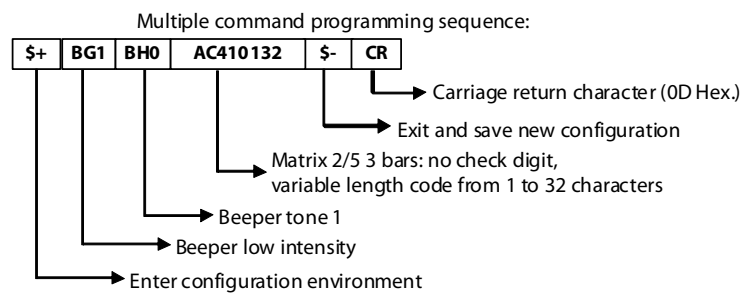 Multiple command programming sequence:
$+ BG1 BH0 AC410132 $- CR
Carriage return character (0D Hex.)
Exit and save new configuration
Matrix 2/5 3 bars: no check digit,
variable length code from 1 to 32 characters
Beeper tone 1
Beeper low intensity
Enter configuration environment